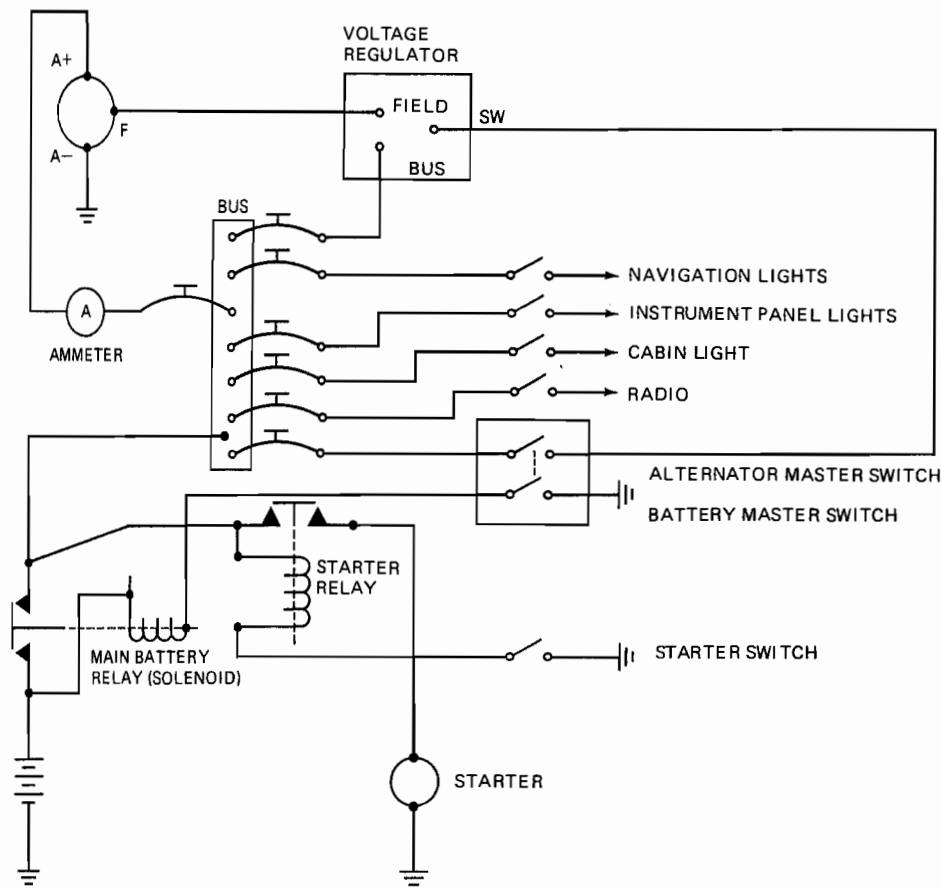 VOLTAGE
REGULATOR
A+
FIELD
F
SW
A−
BUS
BUS
NAVIGATION LIGHTS
A
INSTRUMENT PANEL LIGHTS
AMMETER
CABIN LIGHT
RADIO
ALTERNATOR MASTER SWITCH
BATTERY MASTER SWITCH
STARTER
RELAY
MAIN BATTERY
RELAY (SOLENOID)
STARTER SWITCH
STARTER